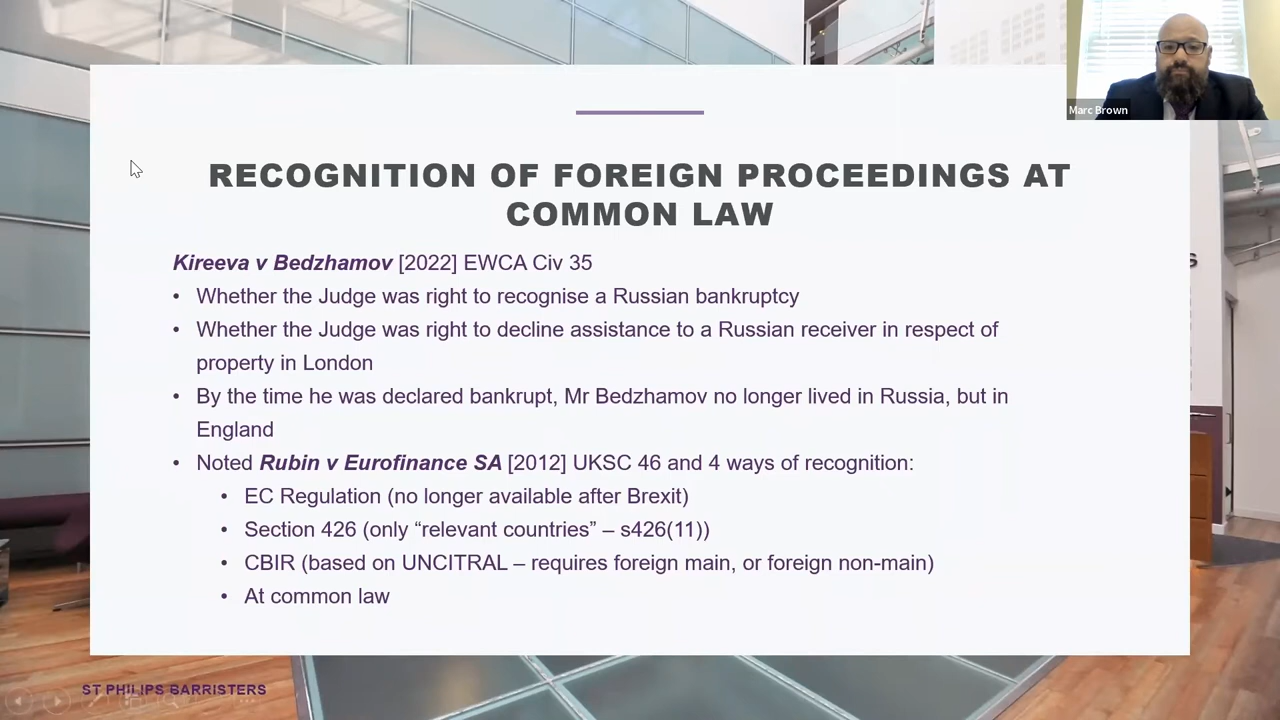 Marc Brown
RECOGNITION OF FOREIGN PROCEEDINGS AT
COMMON LAW
Kireeva v Bedzhamov [2022] EWCA Civ 35
• Whether the Judge was right to recognise a Russian bankruptcy
• Whether the Judge was right to decline assistance to a Russian receiver in respect of
property in London
• By the time he was declared bankrupt, Mr Bedzhamov no longer lived in Russia, but in
England
• Noted Rubin v Eurofinance SA [2012] UKSC 46 and 4 ways of recognition:
• EC Regulation (no longer available after Brexit)
• Section 426 (only “relevant countries” – s426(11))
• CBIR (based on UNCITRAL – requires foreign main, or foreign non-main)
• At common law
S
ST PHILIPS BARRISTERS